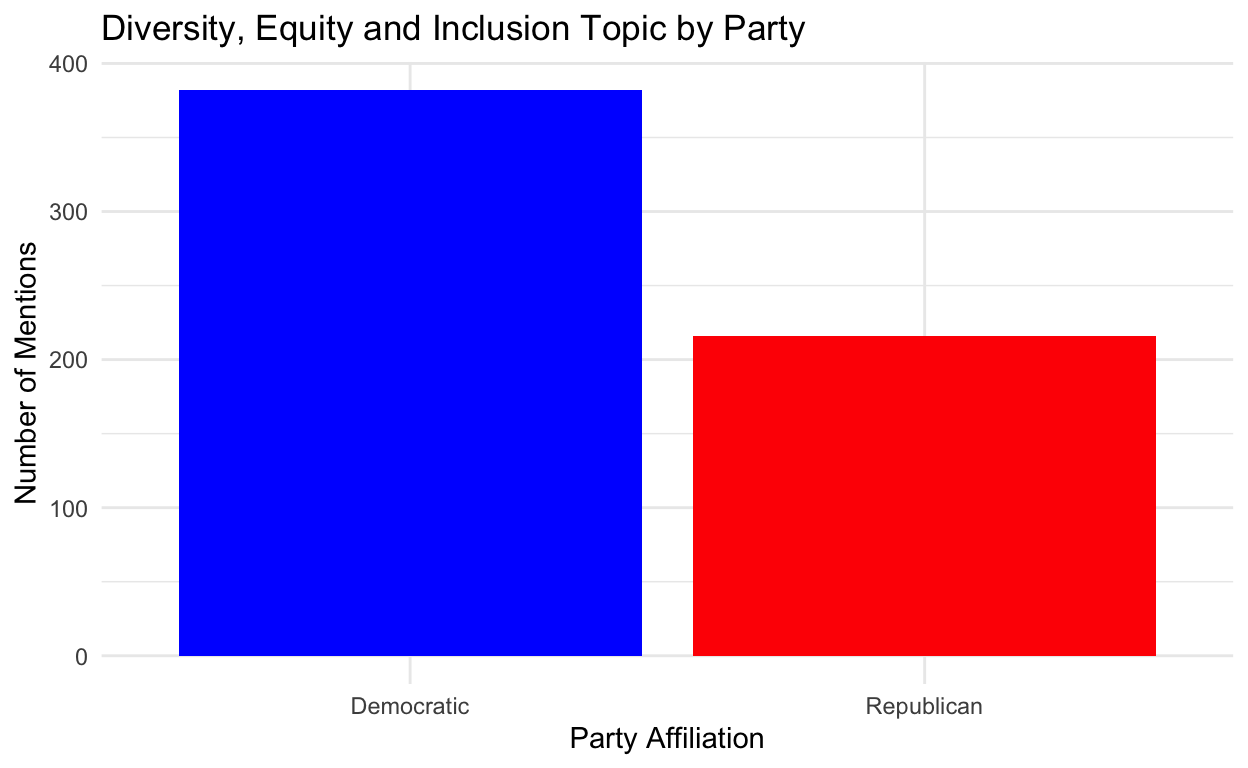 Diversity, Equity and Inclusion Topic by Party
400
300
200
100
0
Number of Mentions
Democratic
Republican
Party Affiliation